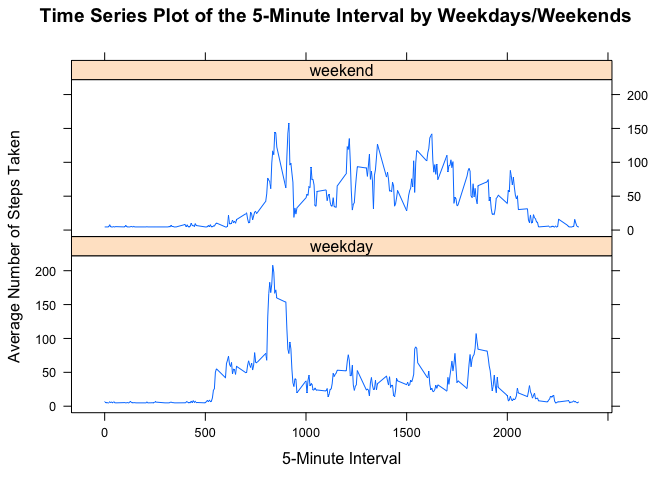 Time Series Plot of the 5-Minute Interval by Weekdays/Weekends
weekend
200
150
100
50
0
weekday
200
150
100
50
0
Average Number of Steps Taken
0 500 1000 1500 2000
5-Minute Interval